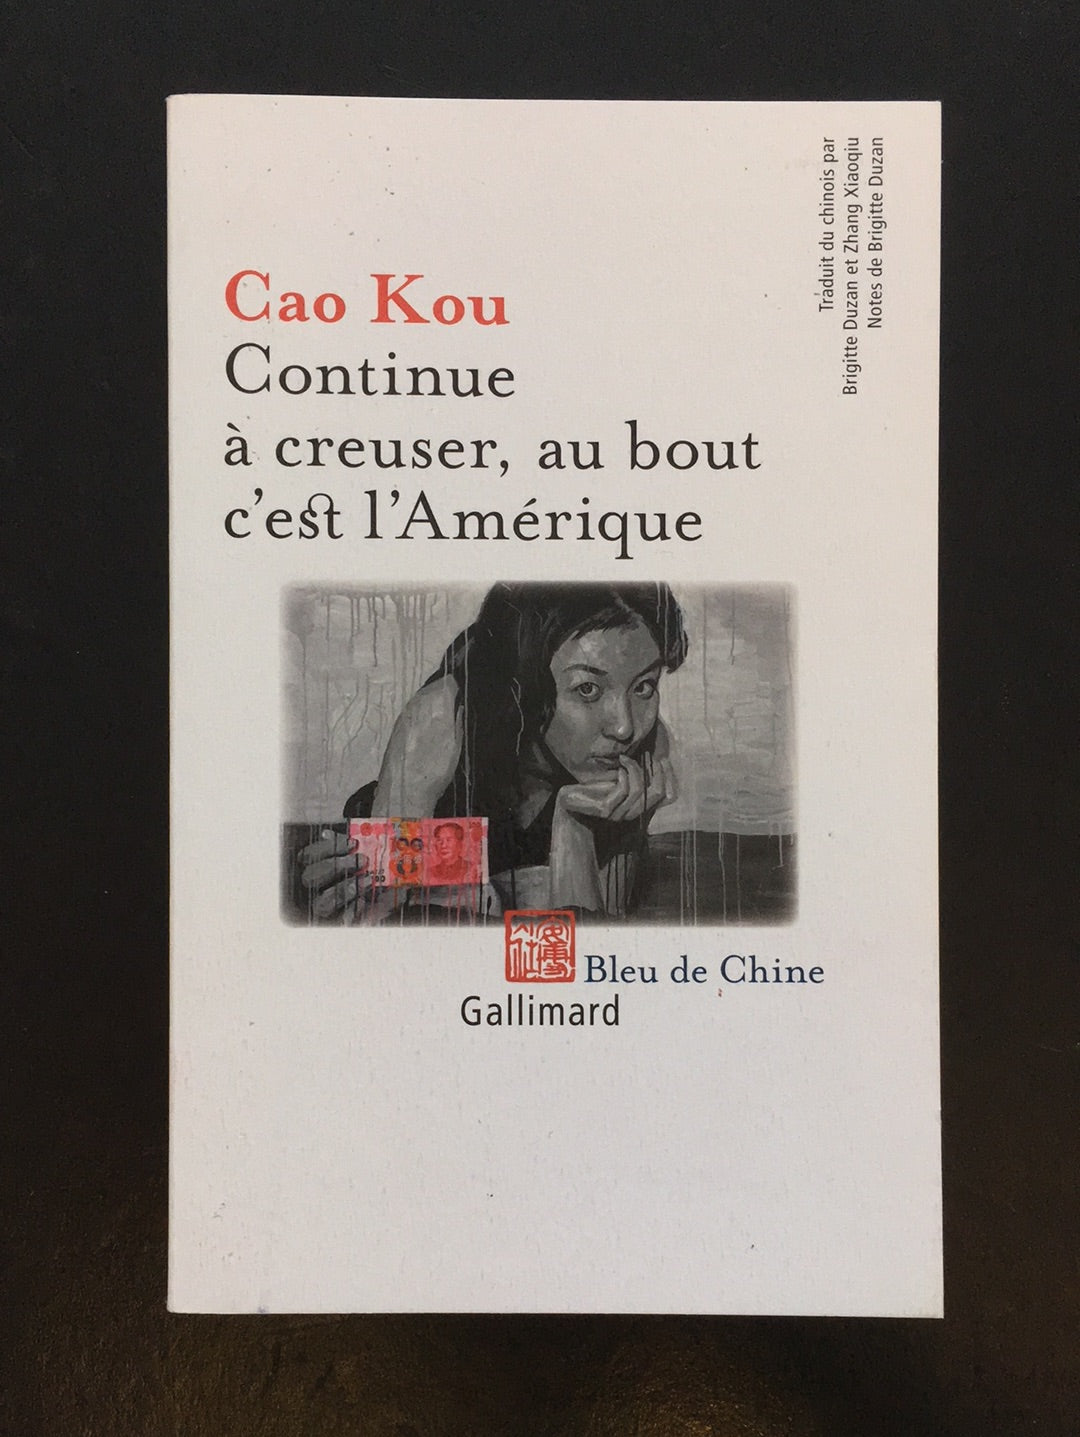 Traduit du chinois par
Brigitte Duzan et Zhang Xiaoqiu
Notes de Brigitte Duzan
Cao Kou
Continue
à creuser, au bout
c'est l'Amérique
100
Bleu de Chine
Gallimard